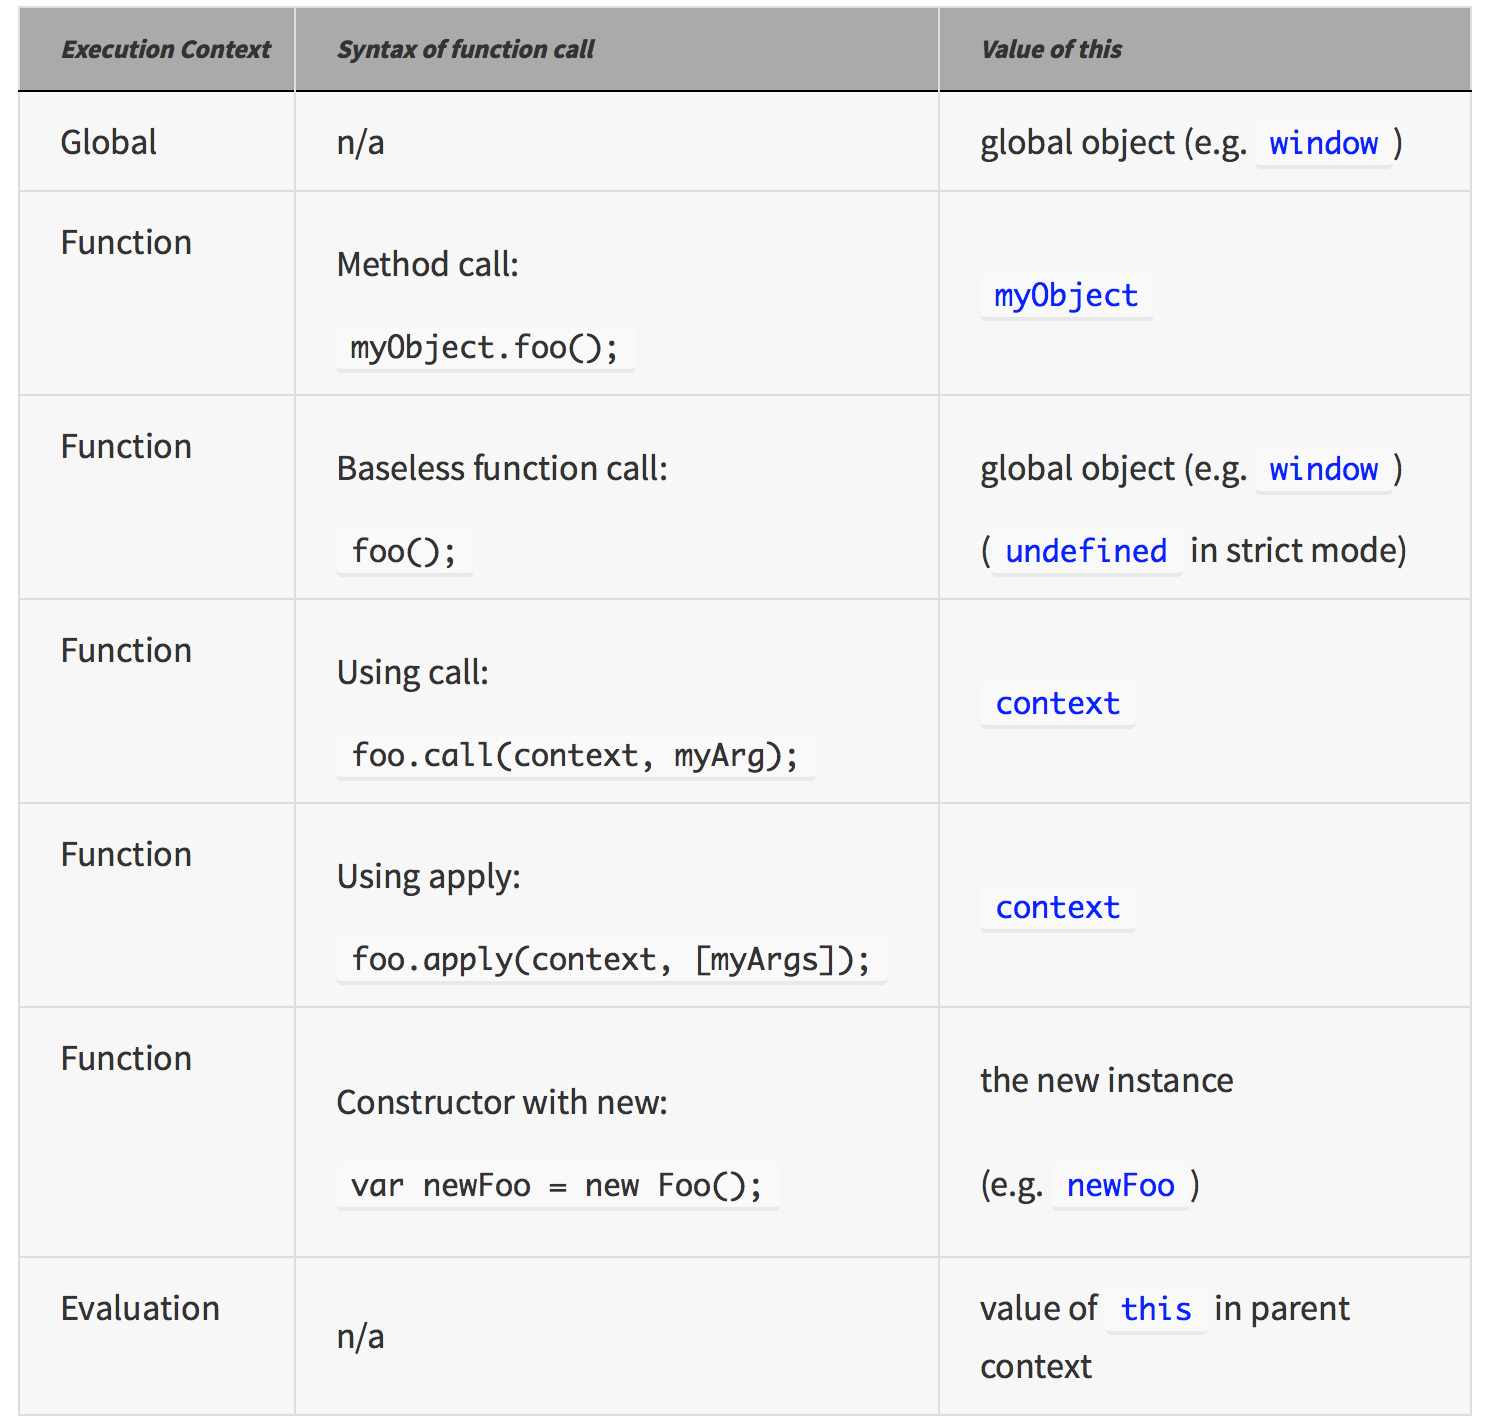 Execution Context Syntax of function call Value of this
Global n/a global object (e.g. window )
Function
Method call:
myObject.foo();
myObject
Function
Baseless function call:
foo();
global object (e.g. window )
( undefined in strict mode)
Function
Using call:
foo.call(context, myArg);
context
Function
Using apply:
foo.apply(context, [myArgs]);
context
Function
Constructor with new:
var newFoo = new Foo();
the new instance
(e.g. newFoo )
Evaluation
n/a
value of this in parent
context